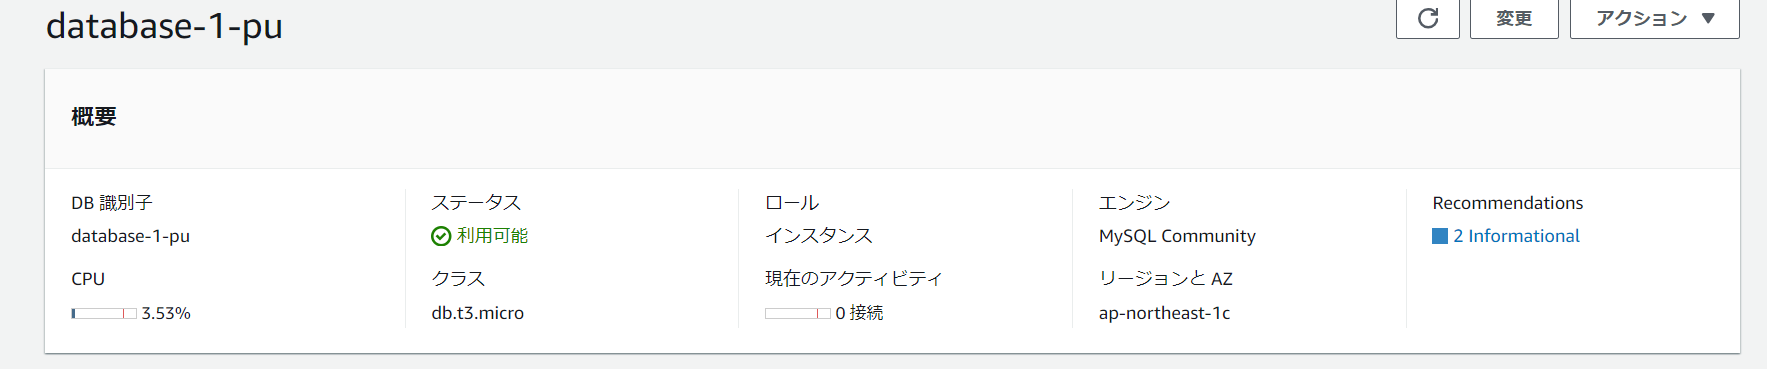 database-1-pu
変更
アクション
概要
DB 識別子
database-1-pu
CPU
3.53%
ステータス
利用可能
クラス
db.t3.micro
ロール
インスタンス
現在のアクティビティ
0 接続
エンジン
MySQL Community
リージョンと AZ
ap-northeast-1c
Recommendations
2 Informational